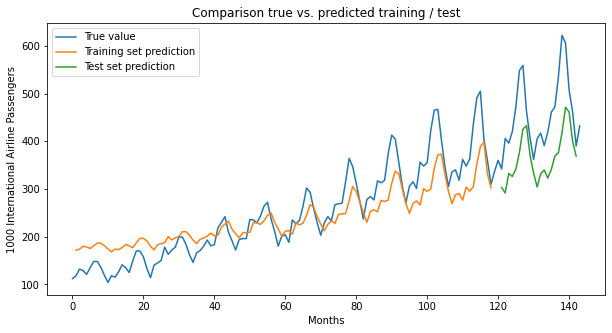 Comparison true vs. predicted training / test
True value
Training set prediction
Test set prediction
1000 International Airline Passengers
600
500
400
300
200
100
0 20 40 60 80 100 120 140
Months